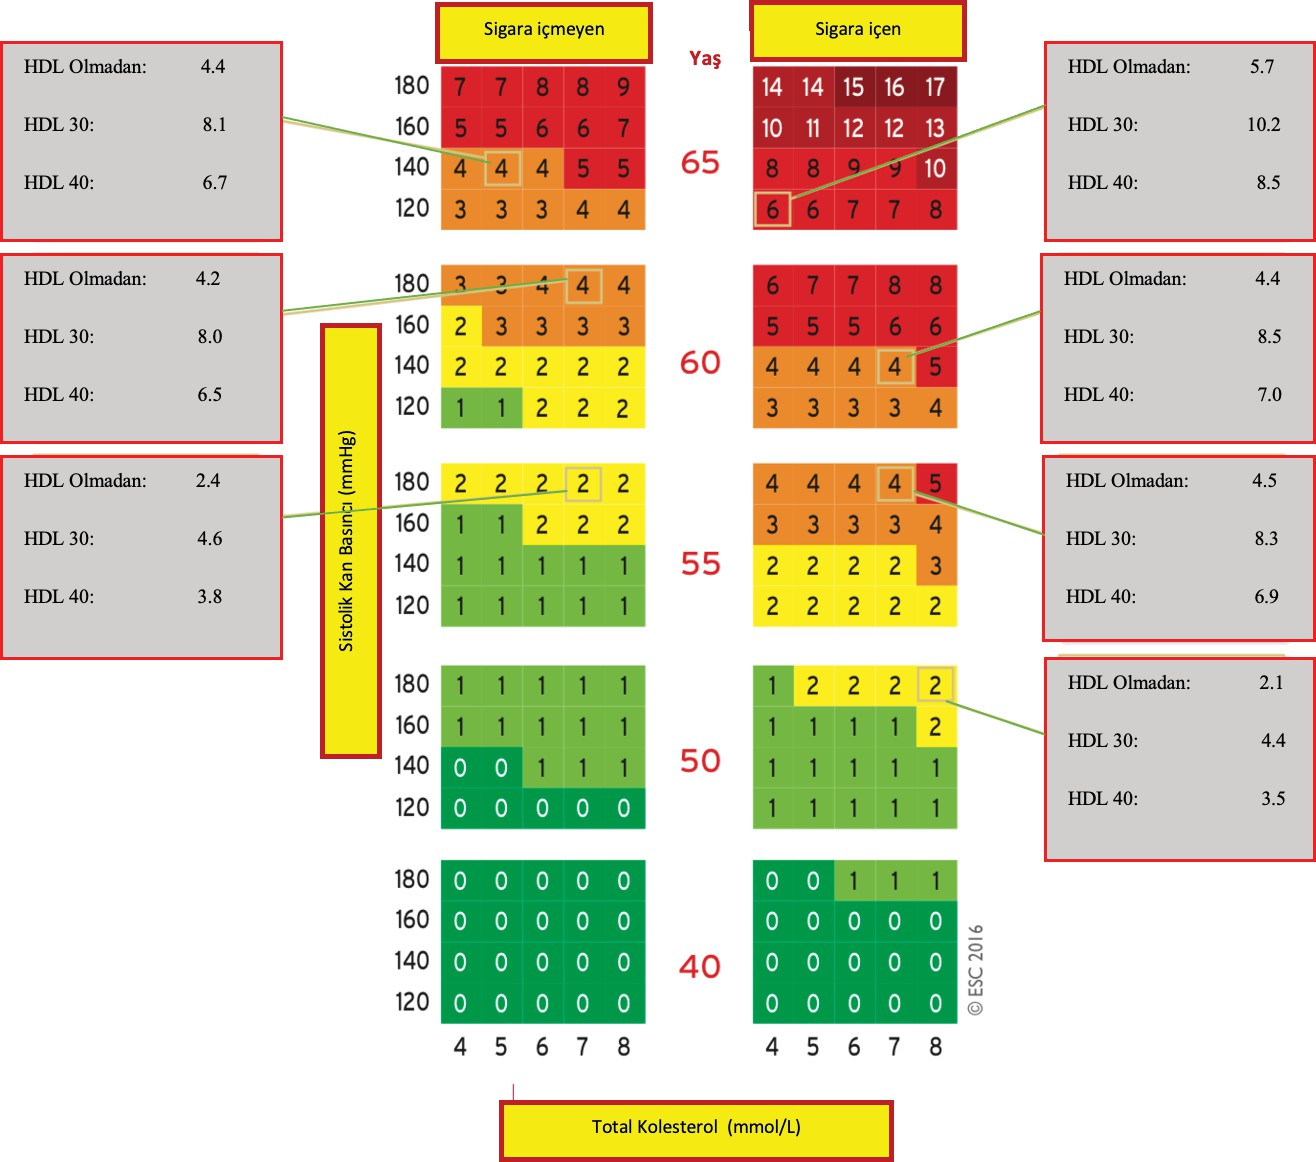 Sigara içmeyen
Sigara içen
Yaş
HDL Olmadan: 4.4
HDL 30: 8.1
HDL 40: 6.7
HDL Olmadan: 4.2
HDL 30: 8.0
HDL 40: 6.5
HDL Olmadan: 2.4
HDL 30: 4.6
HDL 40: 3.8
Sistolik Kan Basıncı (mmHg)
180 7 7 8 8 9
160 5 5 6 6 7
140 4 4 4 5 5
120 3 3 3 4 4
65
14 14 15 16 17
10 11 12 12 13
8 8 9 9 10
6 6 7 7 8
180 3 3 4 4 4
160 2 3 3 3 3
140 2 2 2 2 2
120 1 1 2 2 2
60
6 7 7 8 8
5 5 5 6 6
4 4 4 4 5
3 3 3 3 4
180 2 2 2 2 2
160 1 1 2 2 2
140 1 1 1 1 1
120 1 1 1 1 1
55
4 4 4 4 5
3 3 3 3 4
2 2 2 2 3
2 2 2 2 2
180 1 1 1 1 1
160 1 1 1 1 1
140 0 0 1 1 1
120 0 0 0 0 0
50
1 2 2 2 2
1 1 1 1 2
1 1 1 1 1
1 1 1 1 1
180 0 0 0 0 0
160 0 0 0 0 0
140 0 0 0 0 0
120 0 0 0 0 0
40
0 0 1 1 1
0 0 0 0 0
0 0 0 0 0
0 0 0 0 0
4 5 6 7 8
4 5 6 7 8
© ESC 2016
HDL Olmadan: 5.7
HDL 30: 10.2
HDL 40: 8.5
HDL Olmadan: 4.4
HDL 30: 8.5
HDL 40: 7.0
HDL Olmadan: 4.5
HDL 30: 8.3
HDL 40: 6.9
HDL Olmadan: 2.1
HDL 30: 4.4
HDL 40: 3.5
Total Kolesterol (mmol/L)